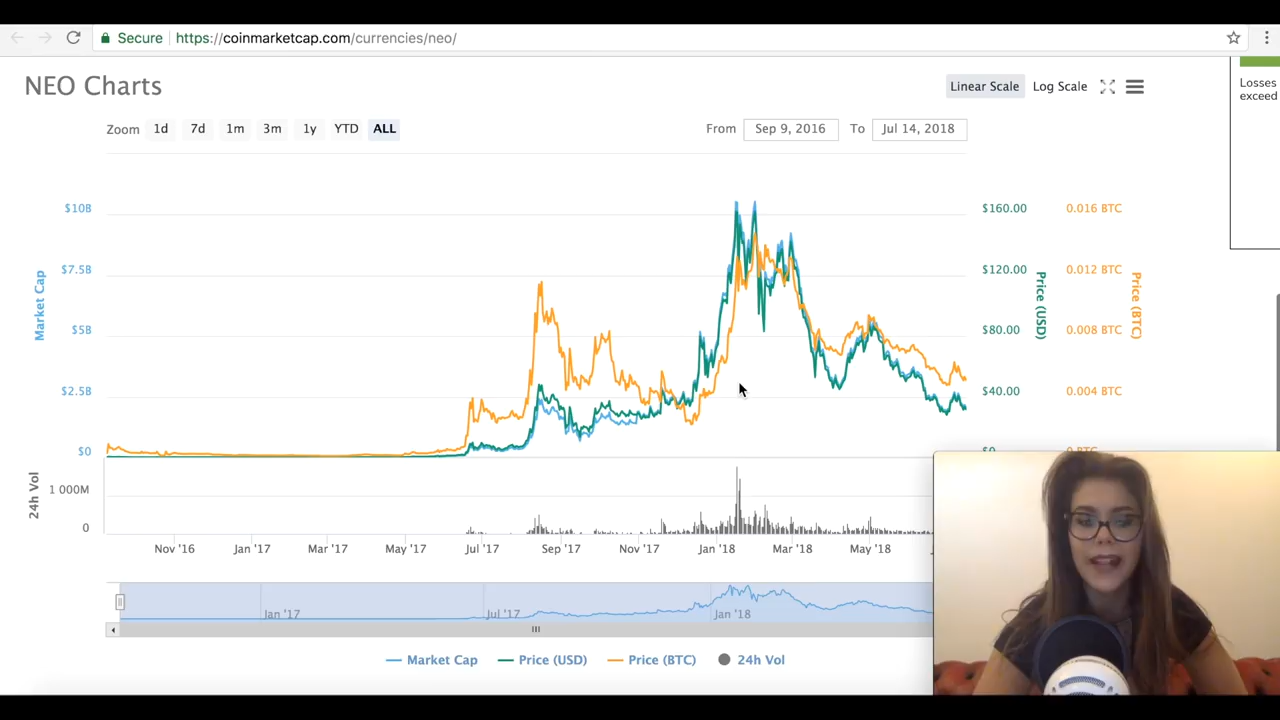 Secure https://coinmarketcap.com/currencies/neo/
NEO Charts
Linear Scale Log Scale
Losses
exceed
Zoom 1d 7d 1m 3m 1y YTD ALL
From Sep 9, 2016 To Jul 14, 2018
$10B $160.00 0.016 BTC
$7.5B $120.00 0.012 BTC
Market Cap Price (USD) Price (BTC)
$5B $80.00 0.008 BTC
$2.5B $40.00 0.004 BTC
$0 $0 0 BTC
24h Vol
1 000M
0
Nov '16 Jan '17 Mar '17 May '17 Jul '17 Sep '17 Nov '17 Jan '18 Mar '18 May '18
Jan '17 Jul '17 Jan '18
Market Cap Price (USD) Price (BTC) 24h Vol